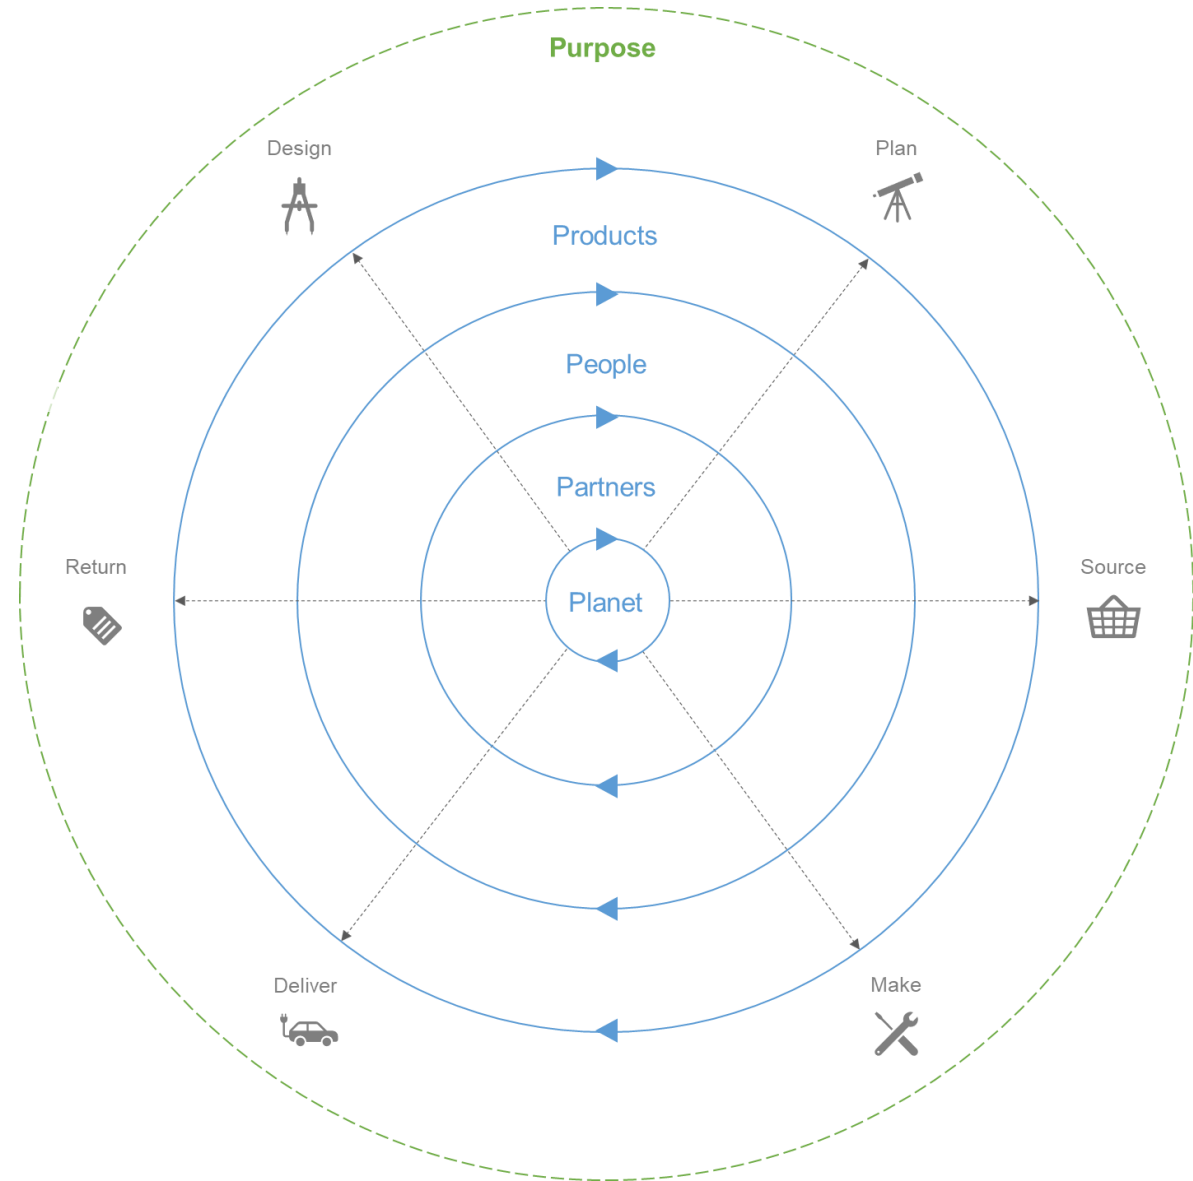 Purpose
Design
Plan
Products
People
Partners
Return
Source
Planet
Deliver
Make